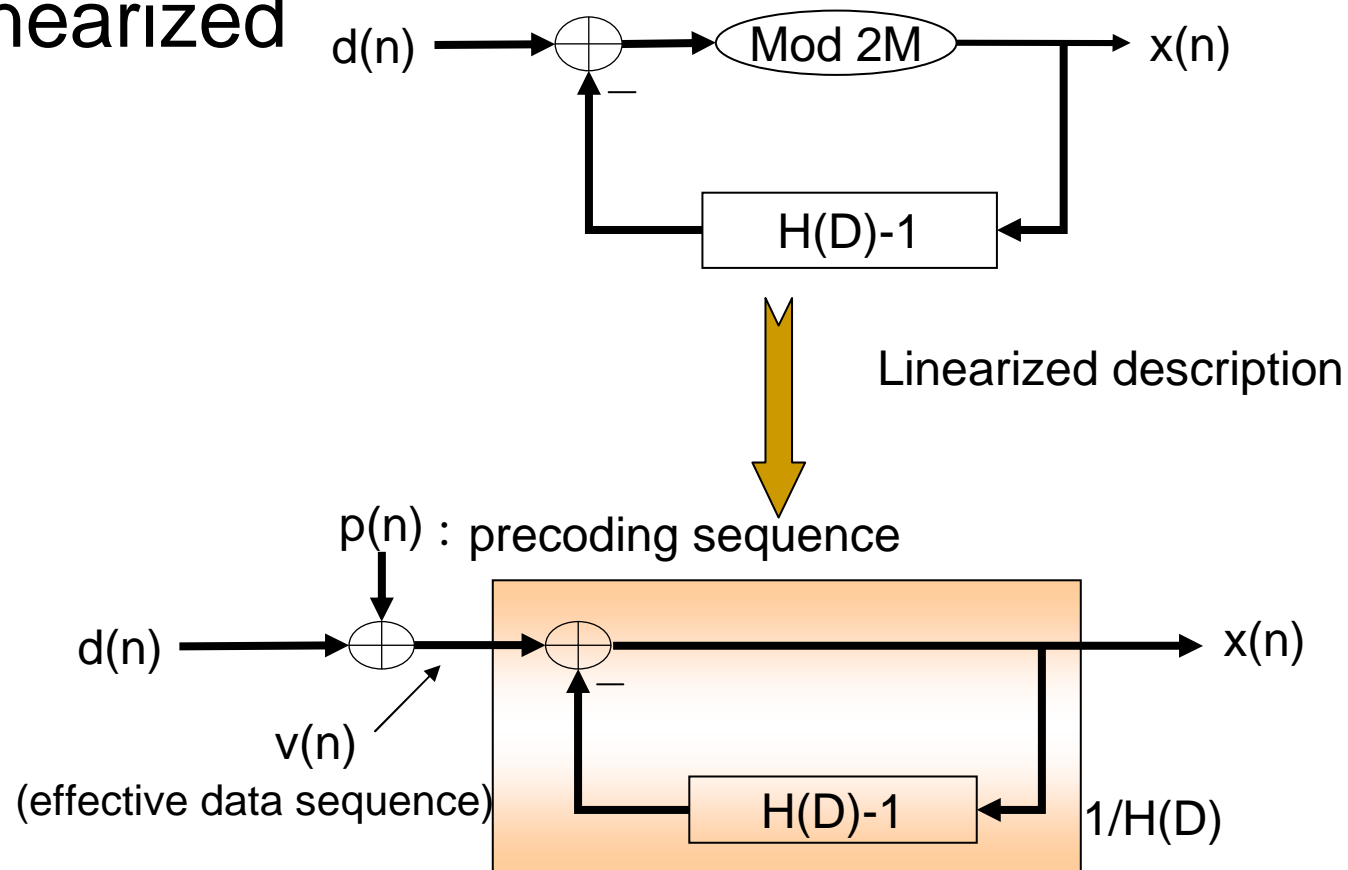 nearized
d(n)
Mod 2M
x(n)
–
H(D)-1
Linearized description
p(n) : precoding sequence
d(n)
x(n)
–
v(n)
(effective data sequence)
H(D)-1
1/H(D)